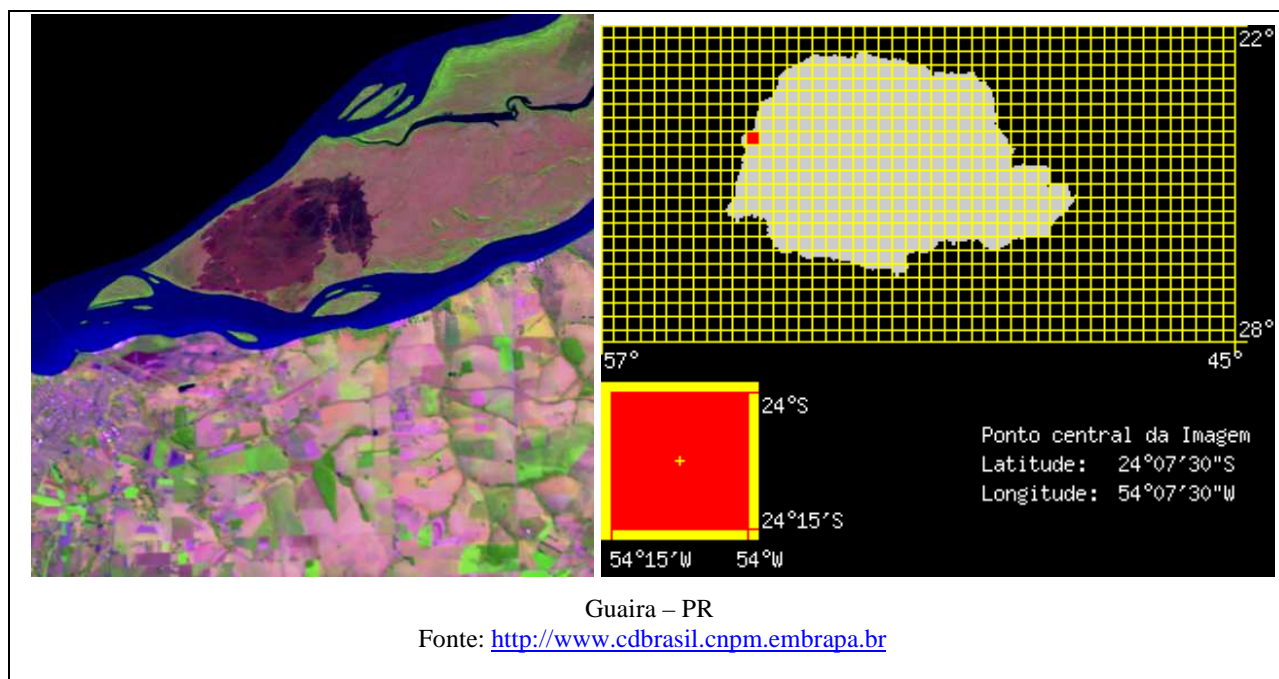 22°
28°
57°
45°
24°S
24°15'S
54°15'W 54°W
Ponto central da Imagem
Latitude: 24°07'30"S
Longitude: 54°07'30"W
Guaira – PR
Fonte: http://www.cdbrasil.cnpm.embrapa.br